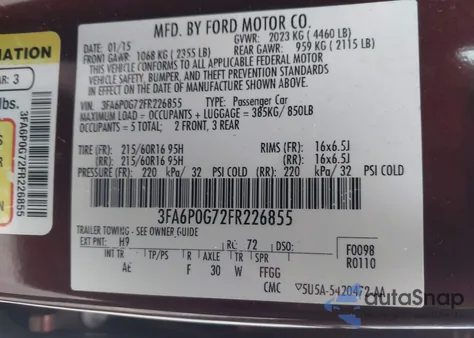 MFD. BY FORD MOTOR CO.
DATE: 01/15 GVWR: 2023 KG ( 4460 LB)
FRONT GAWR: 1068 KG ( 2355 LB) REAR GAWR: 959 KG ( 2115 LB)
THIS VEHICLE CONFORMS TO ALL APPLICABLE FEDERAL MOTOR
VEHICLE SAFETY, BUMPER, AND THEFT PREVENTION STANDARDS IN
EFFECT ON THE DATE OF MANUFACTURE SHOWN ABOVE.
VIN: 3FA6P0G72FR226855 TYPE: Passenger Car
MAXIMUM LOAD = OCCUPANTS + LUGGAGE = 385KG/ 850LB
OCCUPANTS = 5 TOTAL: 2 FRONT, 3 REAR
TIRE (FR): 215/60R16 95H RIMS (FR): 16x6.5J
(RR): 215/60R16 95H (RR): 16x6.5J
PRESSURE (FR): 220 kPa/ 32 PSI COLD (RR): 220 kPa/ 32 PSI COLD
3FA6P0G72FR226855
TRAILER TOWING - SEE OWNER GUIDE
EXT PNT: H9 RC: 72 DSO: F0098
R0110
INT TR TP/PS R AXLE TR SPR
AE F 30 W FFGG
CMC 5U5A-5420472-AA
MATION
AR: 3
lbs.
3FA6P0G72FR226855
autoSnap